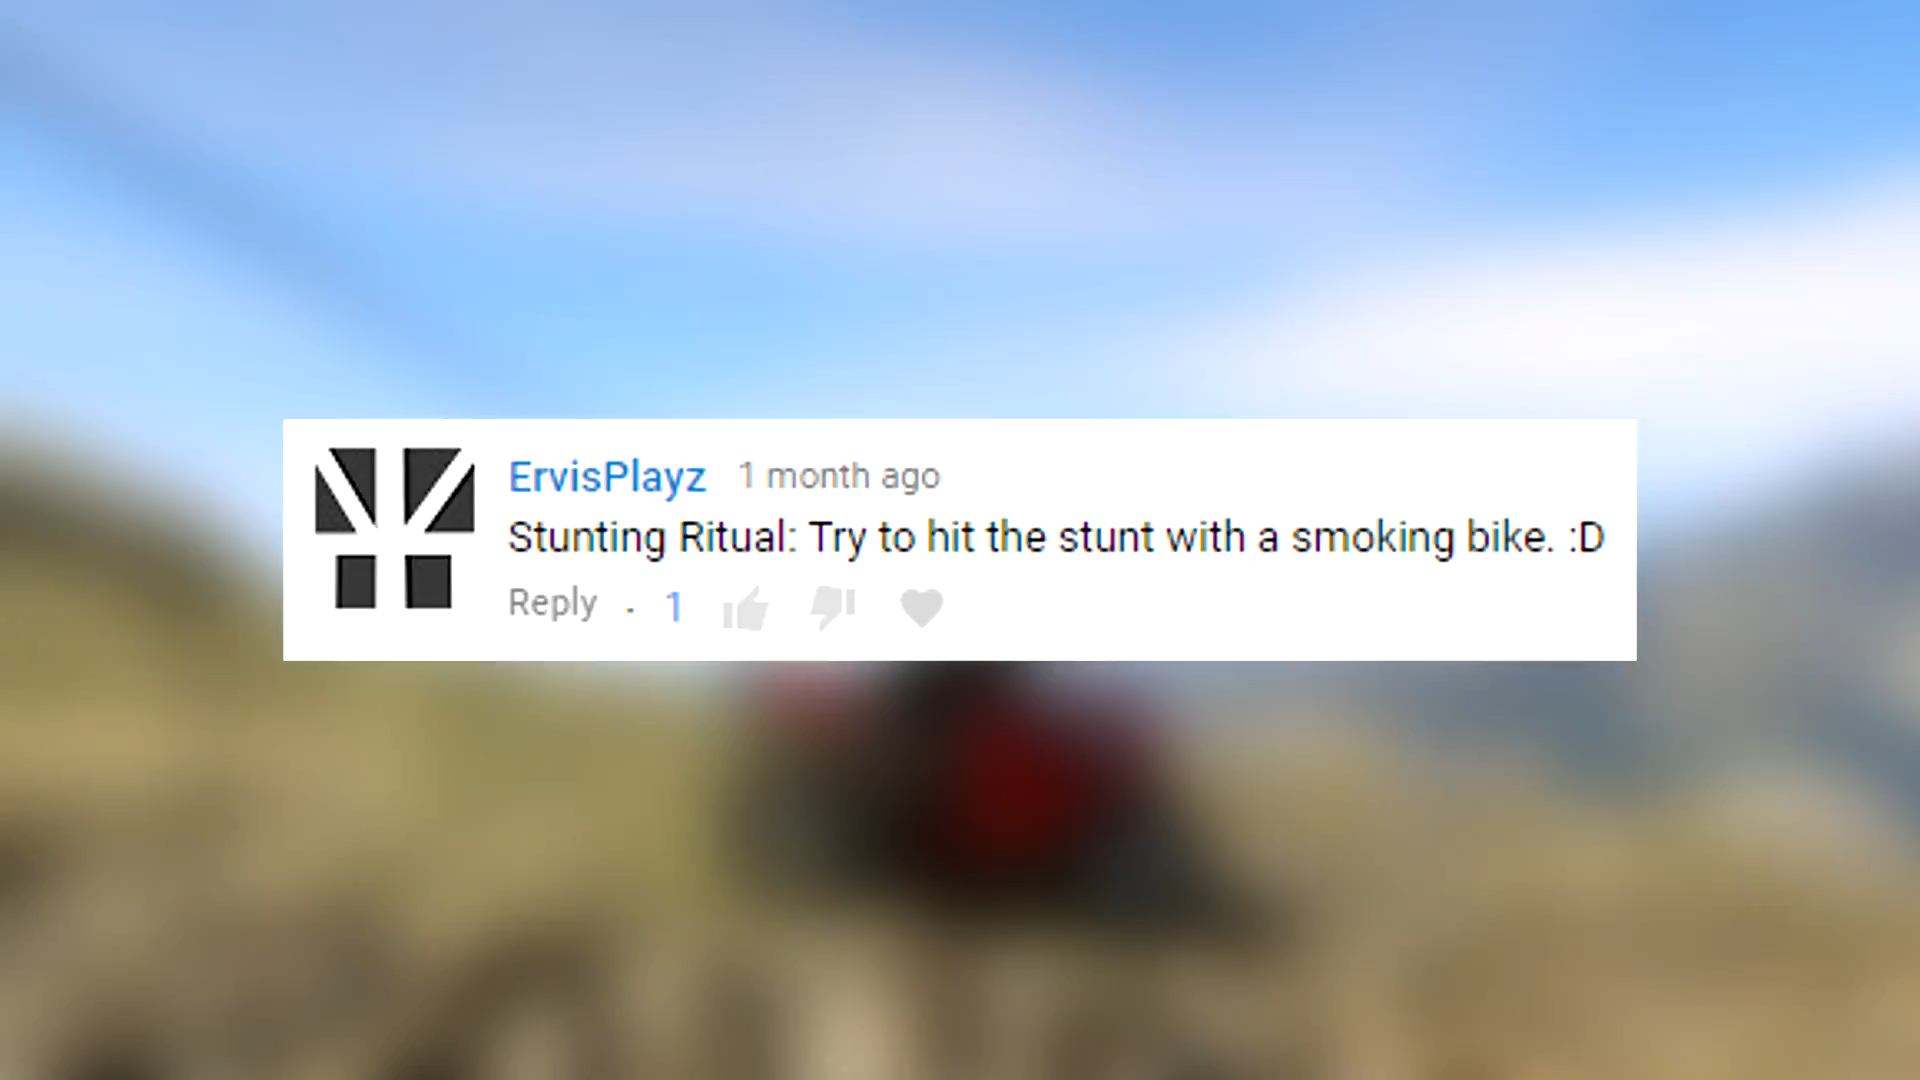 ErvisPlayz 1 month ago
Stunting Ritual: Try to hit the stunt with a smoking bike. :D
Reply · 1